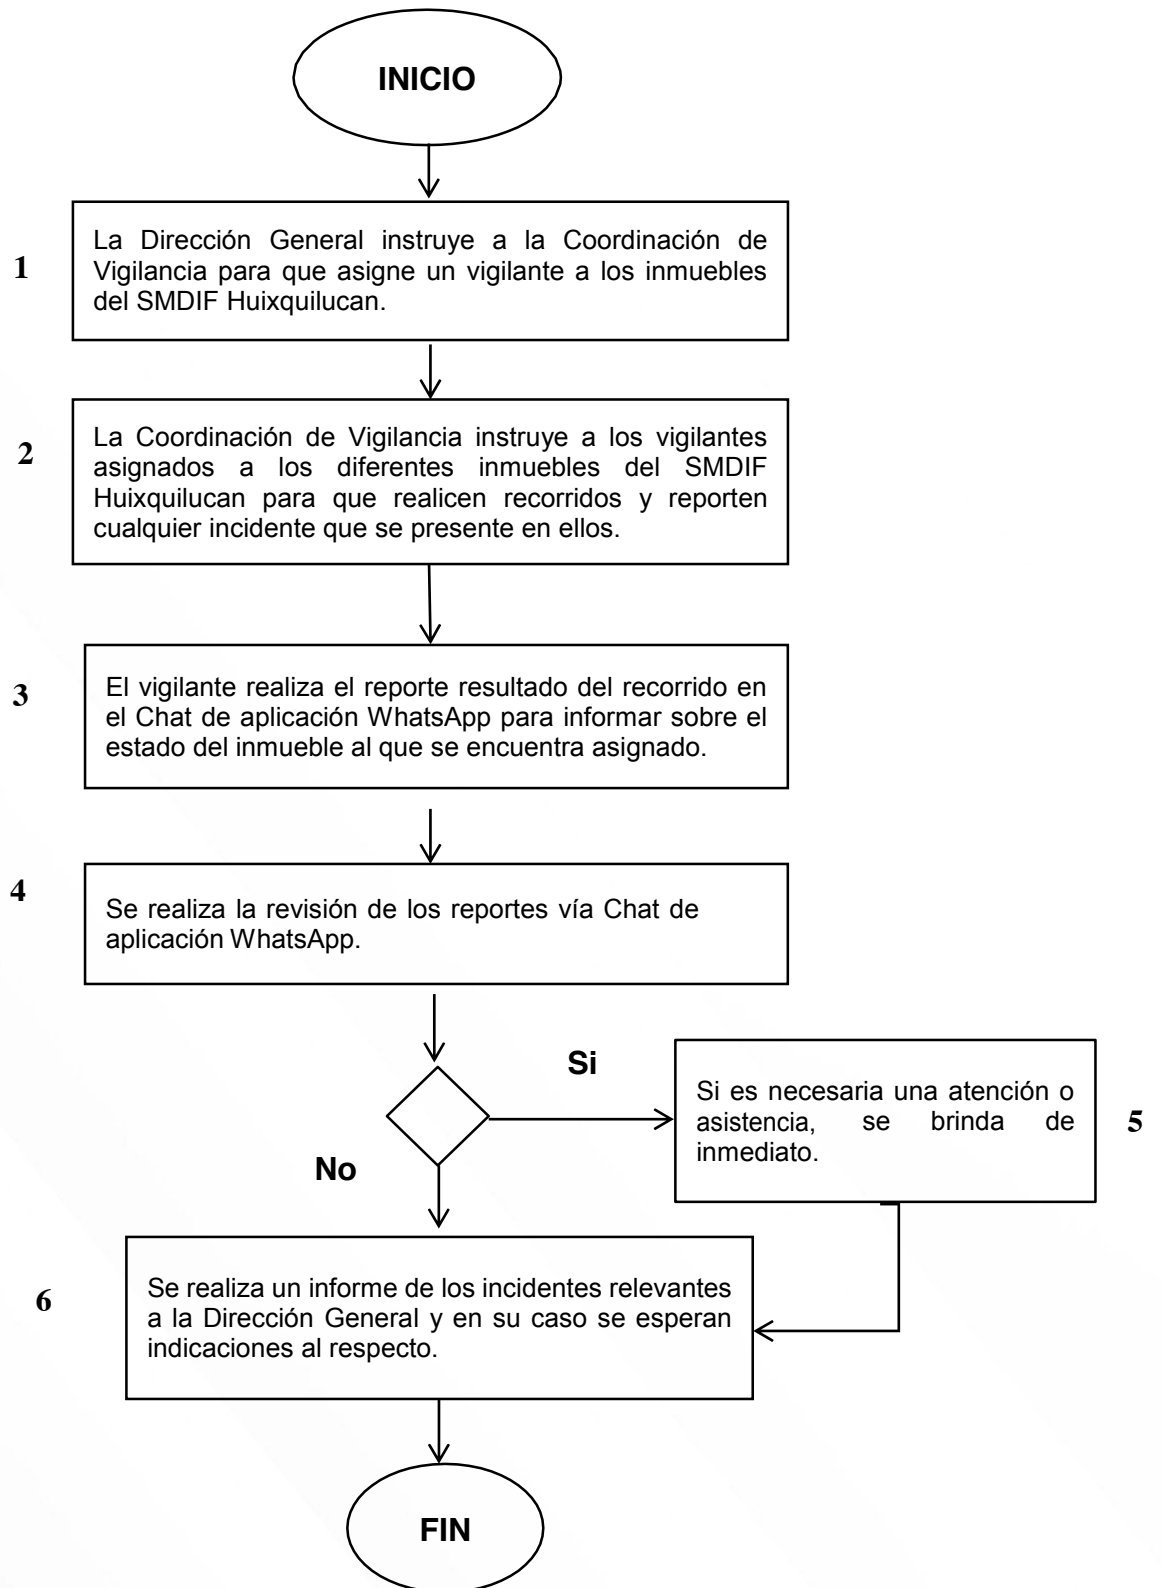 INICIO
1
La Dirección General instruye a la Coordinación de
Vigilancia para que asigne un vigilante a los inmuebles
del SMDIF Huixquilucan.
2
La Coordinación de Vigilancia instruye a los vigilantes
asignados a los diferentes inmuebles del SMDIF
Huixquilucan para que realicen recorridos y reporten
cualquier incidente que se presente en ellos.
3
El vigilante realiza el reporte resultado del recorrido en
el Chat de aplicación WhatsApp para informar sobre el
estado del inmueble al que se encuentra asignado.
4
Se realiza la revisión de los reportes vía Chat de
aplicación WhatsApp.
Si
Si es necesaria una atención o
asistencia, se brinda de
inmediato.
5
No
6
Se realiza un informe de los incidentes relevantes
a la Dirección General y en su caso se esperan
indicaciones al respecto.
FIN